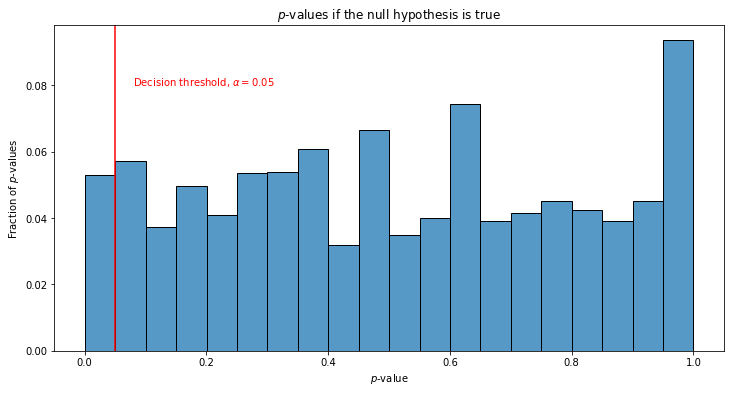 p-values if the null hypothesis is true
Decision threshold, α = 0.05
Fraction of p-values
0.08
0.06
0.04
0.02
0.00
0.0 0.2 0.4 0.6 0.8 1.0
p-value